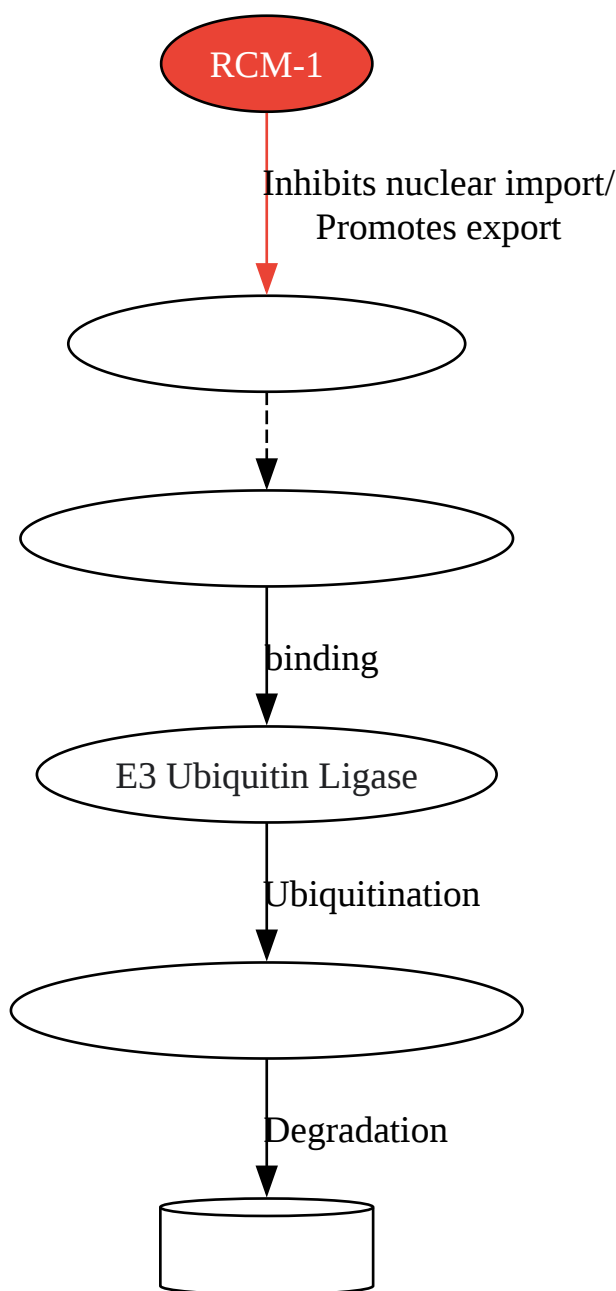 RCM-1
Inhibits nuclear import/
Promotes export
binding
E3 Ubiquitin Ligase
Ubiquitination
Degradation